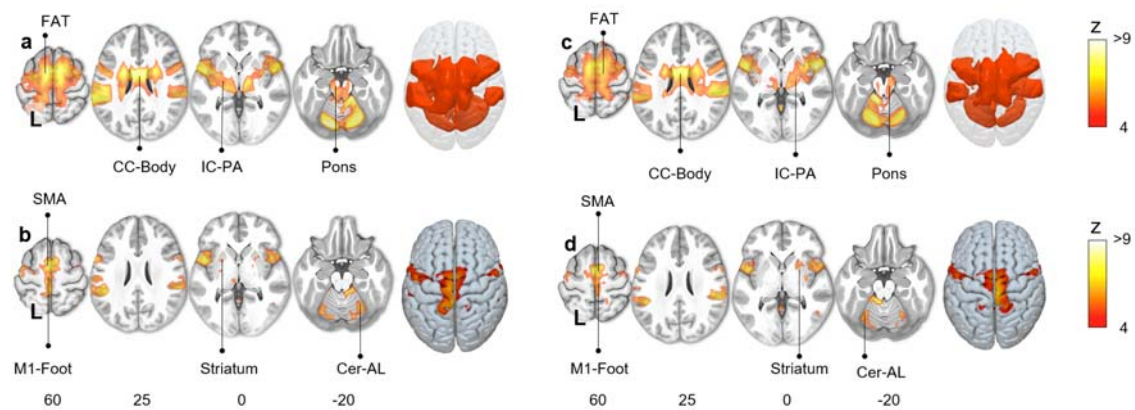 FAT
a
L
CC-Body
IC-PA
Pons
SMA
b
L
M1-Foot
Striatum
Cer-AL
60
25
0
-20
FAT
c
L
CC-Body
IC-PA
Pons
Z
>9
4
SMA
d
L
M1-Foot
Striatum
Cer-AL
Z
>9
4
60
25
0
-20